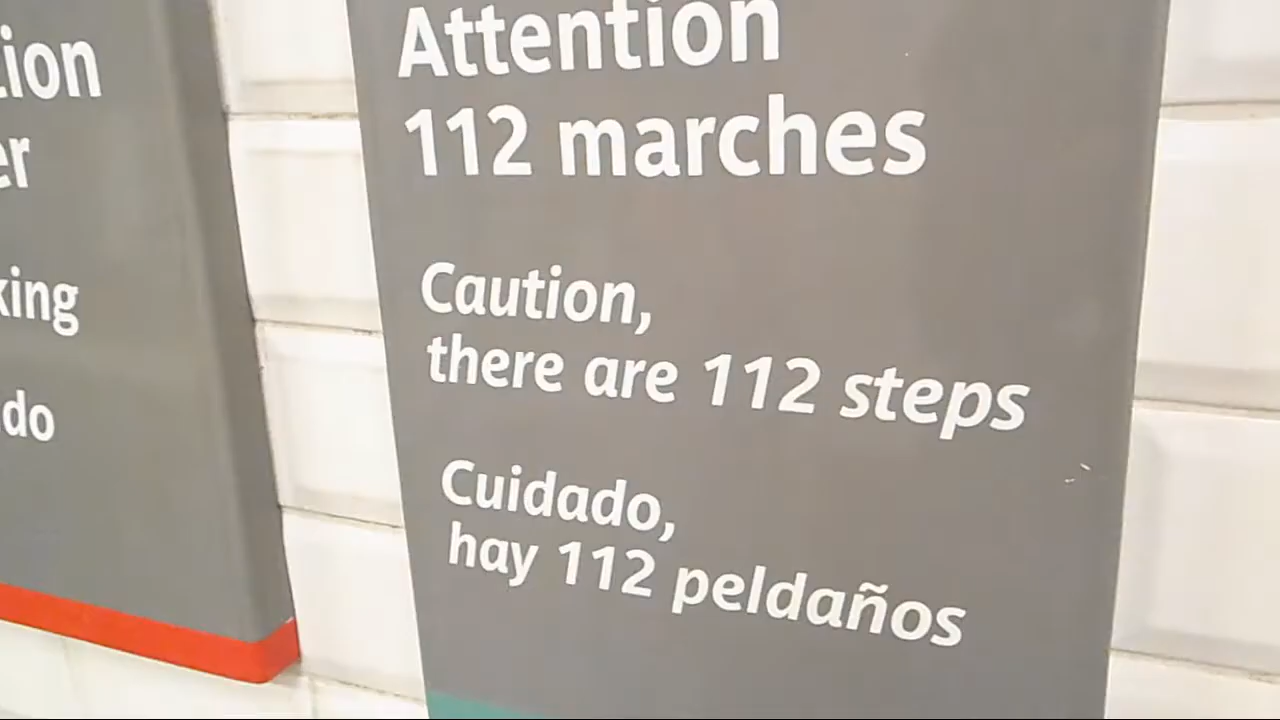 Attention
112 marches
Caution,
there are 112 steps
Cuidado,
hay 112 peldaños